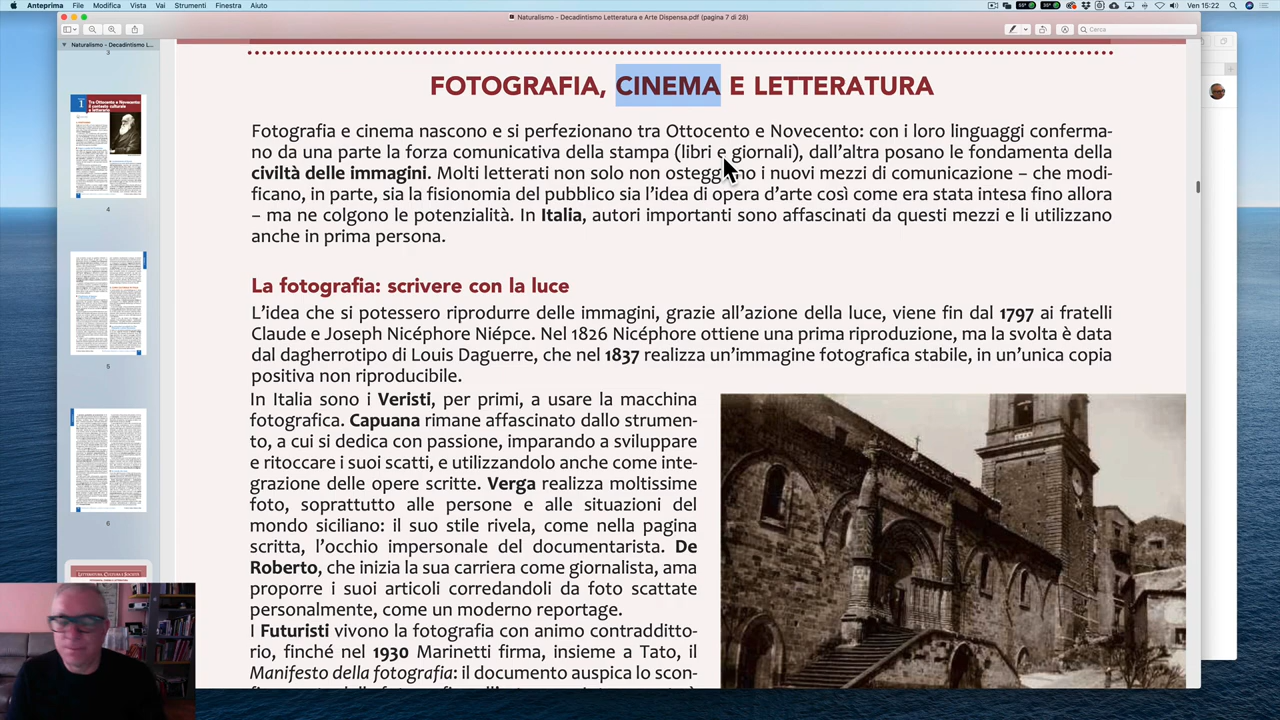 Anteprima File Modifica Vista Vai Strumenti Finestra Aiuto
Ven 15:22
Naturalismo - Decadintismo Letteratura e Arte Dispensa.pdf (pagina 7 di 28)
Cerca
Naturalismo - Decadintismo L...
3
4
5
6
FOTOGRAFIA, CINEMA E LETTERATURA
Fotografia e cinema nascono e si perfezionano tra Ottocento e Novecento: con i loro linguaggi conferma-
no da una parte la forza comunicativa della stampa (libri e giornali), dall'altra posano le fondamenta della
civiltà delle immagini. Molti letterati non solo non osteggiano i nuovi mezzi di comunicazione – che modi-
ficano, in parte, sia la fisionomia del pubblico sia l'idea di opera d'arte così come era stata intesa fino allora
– ma ne colgono le potenzialità. In Italia, autori importanti sono affascinati da questi mezzi e li utilizzano
anche in prima persona.
La fotografia: scrivere con la luce
L'idea che si potessero riprodurre delle immagini, grazie all'azione della luce, viene fin dal 1797 ai fratelli
Claude e Joseph Nicéphore Niépce. Nel 1826 Nicéphore ottiene una prima riproduzione, ma la svolta è data
dal dagherrotipo di Louis Daguerre, che nel 1837 realizza un'immagine fotografica stabile, in un'unica copia
positiva non riproducibile.
In Italia sono i Veristi, per primi, a usare la macchina
fotografica. Capuana rimane affascinato dallo strumen-
to, a cui si dedica con passione, imparando a sviluppare
e ritoccare i suoi scatti, e utilizzandolo anche come inte-
grazione delle opere scritte. Verga realizza moltissime
foto, soprattutto alle persone e alle situazioni del
mondo siciliano: il suo stile rivela, come nella pagina
scritta, l'occhio impersonale del documentarista. De
Roberto, che inizia la sua carriera come giornalista, ama
proporre i suoi articoli corredandoli da foto scattate
personalmente, come un moderno reportage.
I Futuristi vivono la fotografia con animo contraddito-
rio, finché nel 1930 Marinetti firma, insieme a Tato, il
Manifesto della fotografia: il documento auspica lo scon-